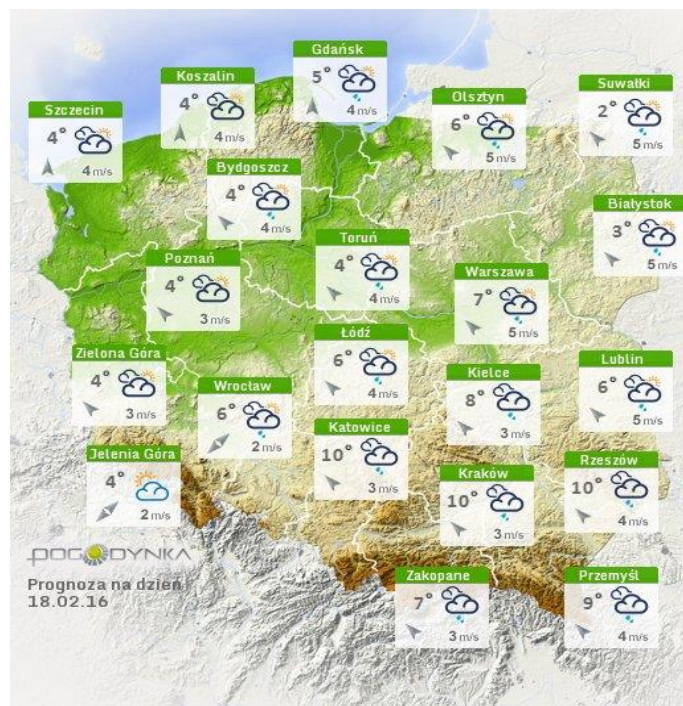 Gdańsk
5°
4 m/s
Koszalin
4°
4 m/s
Suwałki
2°
5 m/s
Olsztyn
6°
5 m/s
Szczecin
4°
4 m/s
Bydgoszcz
4°
4 m/s
Białystok
3°
5 m/s
Toruń
4°
4 m/s
Poznań
4°
3 m/s
Warszawa
7°
5 m/s
Łódź
6°
4 m/s
Zielona Góra
4°
3 m/s
Lublin
6°
5 m/s
Kielce
8°
3 m/s
Wrocław
6°
2 m/s
Katowice
10°
3 m/s
Jelenia Góra
4°
2 m/s
Rzeszów
10°
4 m/s
Kraków
10°
3 m/s
POGODYNKA
Prognoza na dzień
18.02.16
Zakopane
7°
3 m/s
Przemyśl
9°
4 m/s